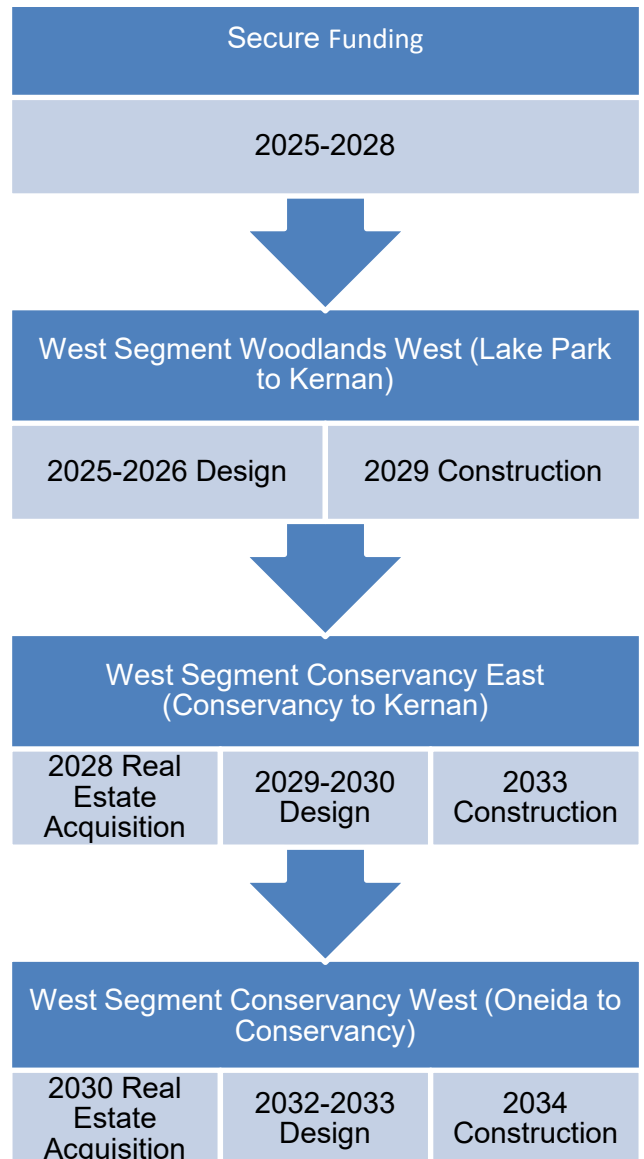 Secure Funding
2025-2028
West Segment Woodlands West (Lake Park
to Kernan)
2025-2026 Design
2029 Construction
West Segment Conservancy East
(Conservancy to Kernan)
2028 Real
Estate
Acquisition
2029-2030
Design
2033
Construction
West Segment Conservancy West (Oneida to
Conservancy)
2030 Real
Estate
Acquisition
2032-2033
Design
2034
Construction